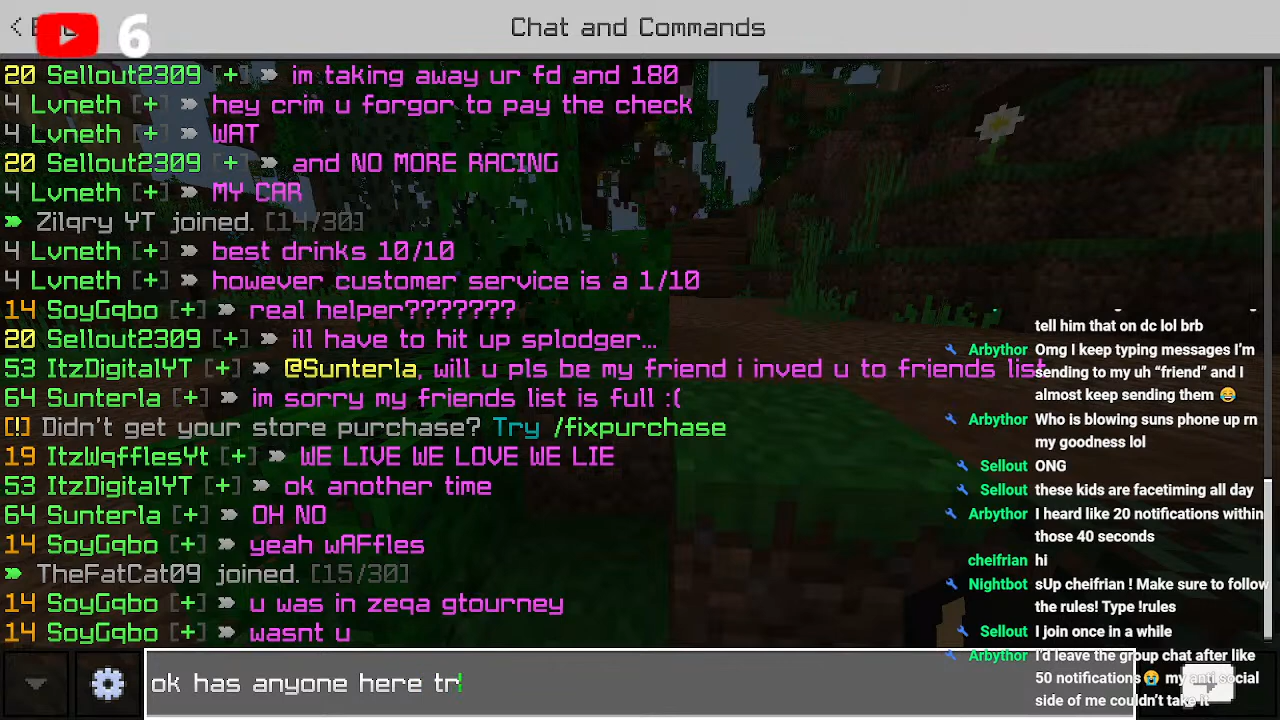 6
Chat and Commands
20 Sellout2309 [+] » im taking away ur fd and 180
4 Lvneth [+] » hey crim u forgor to pay the check
4 Lvneth [+] » WAT
20 Sellout2309 [+] » and NO MORE RACING
4 Lvneth [+] » MY CAR
» Zilqry YT joined. [14/30]
4 Lvneth [+] » best drinks 10/10
4 Lvneth [+] » however customer service is a 1/10
14 SoyGqbo [+] » real helper???????
20 Sellout2309 [+] » ill have to hit up splodger...
53 ItzDigitalYT [+] » @Sunterla, will u pls be my friend i inved u to friends list
64 Sunterla [+] » im sorry my friends list is full :(
[!] Didn't get your store purchase? Try /fixpurchase
19 ItzWqfflesYt [+] » WE LIVE WE LOVE WE LIE
53 ItzDigitalYT [+] » ok another time
64 Sunterla [+] » OH NO
14 SoyGqbo [+] » yeah wAFfles
» TheFatCat09 joined. [15/30]
14 SoyGqbo [+] » u was in zeqa gtourney
14 SoyGqbo [+] » wasnt u
ok has anyone here tr
tell him that on dc lol brb
Arbythor Omg I keep typing messages I'm
sending to my uh “friend” and I
almost keep sending them 😂
Arbythor Who is blowing suns phone up rn
my goodness lol
Sellout ONG
Sellout these kids are facetiming all day
Arbythor I heard like 20 notifications within
those 40 seconds
cheifrian hi
Nightbot sUp cheifrian ! Make sure to follow
the rules! Type !rules
Sellout I join once in a while
Arbythor I'd leave the group chat after like
50 notifications😭 my anti social
side of me couldn't take it